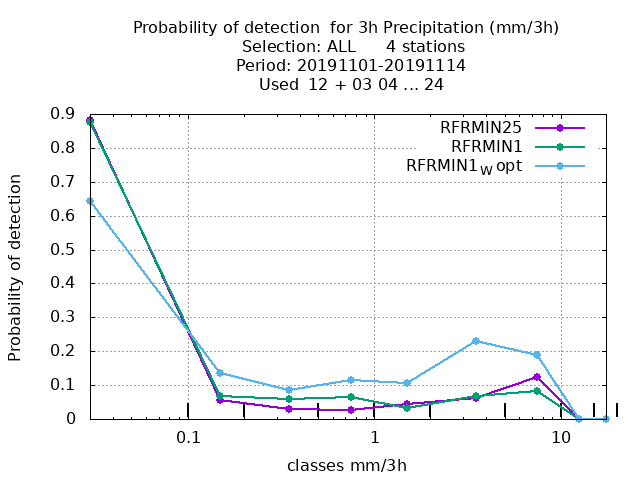 Probability of detection  for 3h Precipitation (mm/3h)
Selection: ALL      4 stations
Period: 20191101-20191114
Used  12 + 03 04 ... 24
RFRMIN25
RFRMIN1
RFRMIN1W opt
0.9
0.8
0.7
0.6
0.5
0.4
0.3
0.2
0.1
0
Probability of detection
0.1 1 10
classes mm/3h